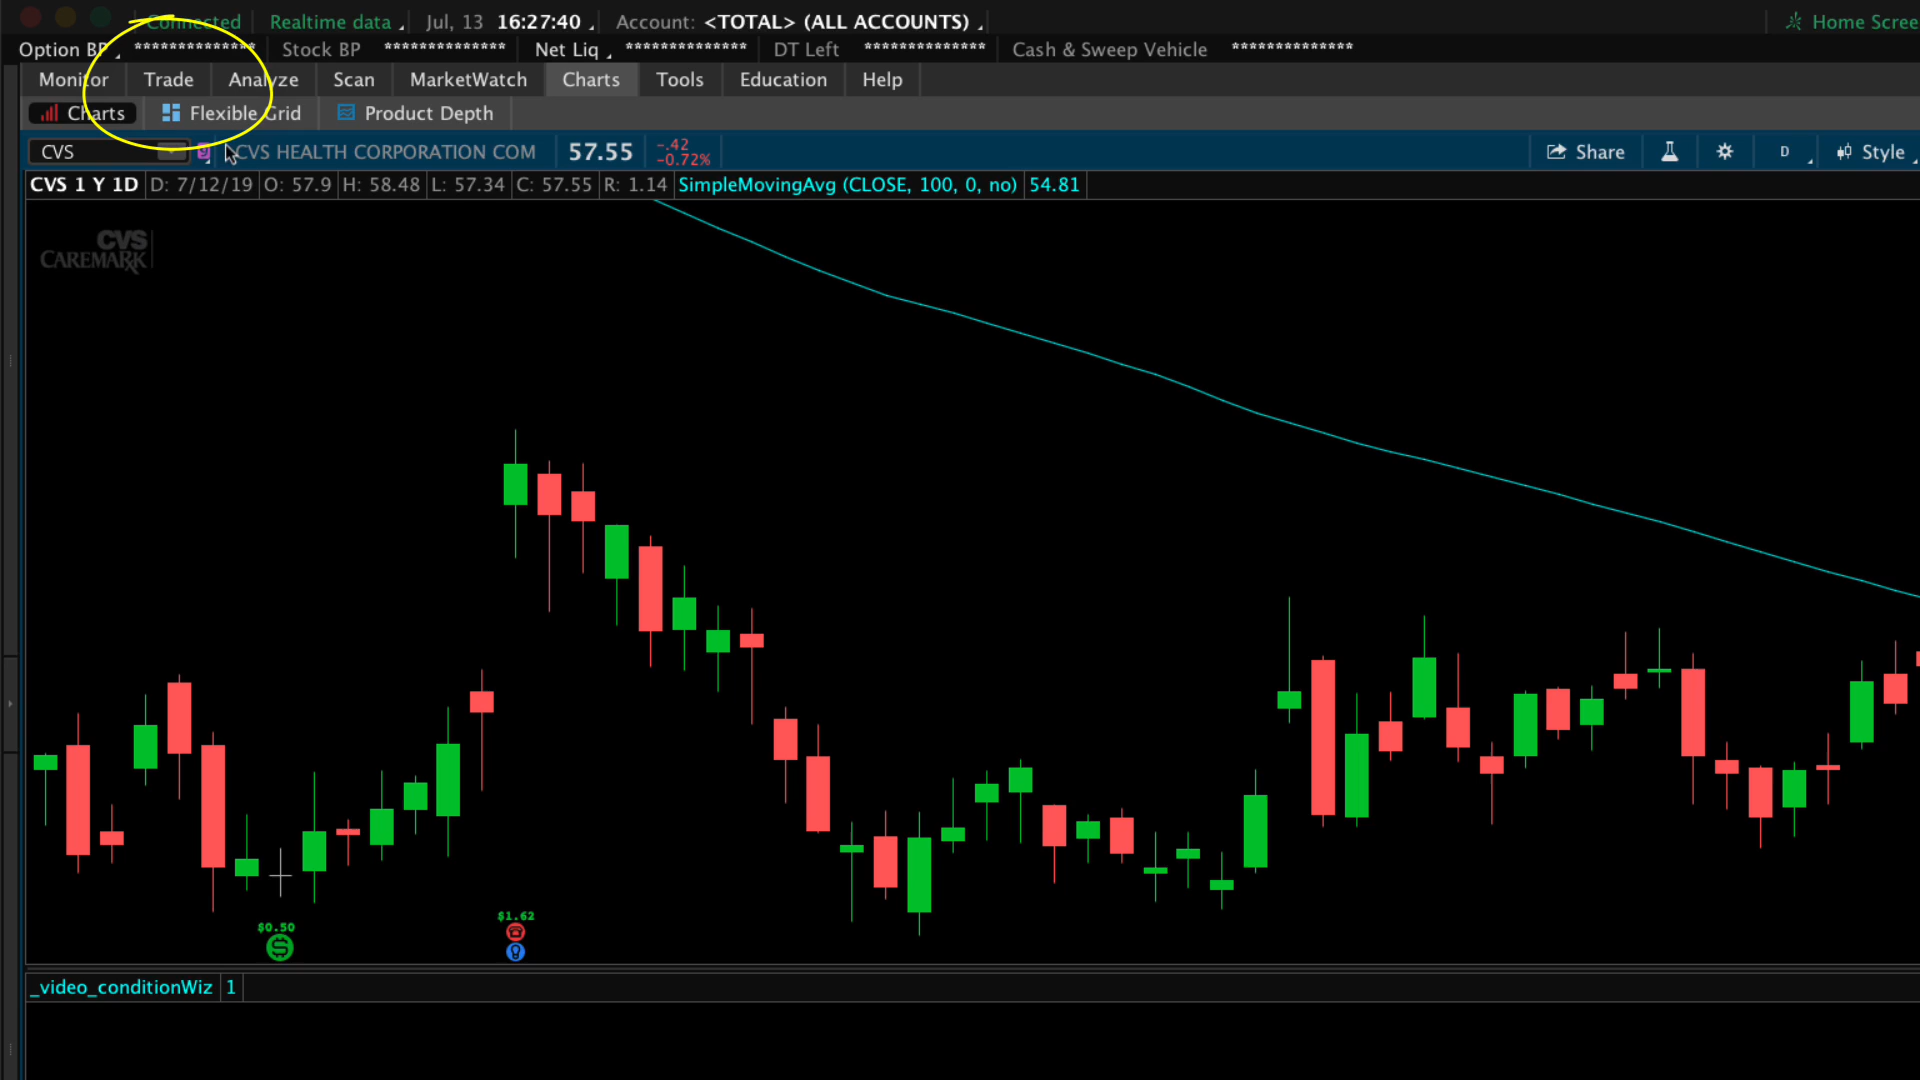 Connected Realtime data Jul, 13 16:27:40 Account: <TOTAL> (ALL ACCOUNTS) Home Scree
Option BP ************** Stock BP ************** Net Liq ************** DT Left ************** Cash & Sweep Vehicle **************
Monitor Trade Analyze Scan MarketWatch Charts Tools Education Help
Charts Flexible Grid Product Depth
CVS 9 CVS HEALTH CORPORATION COM 57.55 -.42 -0.72% Share D Style
CVS 1 Y 1D D: 7/12/19 O: 57.9 H: 58.48 L: 57.34 C: 57.55 R: 1.14 SimpleMovingAvg (CLOSE, 100, 0, no) 54.81
CVS
CAREMARK
$1.62
$0.50
_video_conditionWiz 1